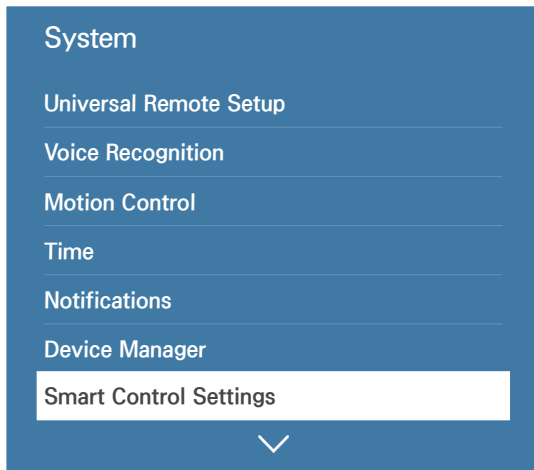 System
Universal Remote Setup
Voice Recognition
Motion Control
Time
Notifications
Device Manager
Smart Control Settings